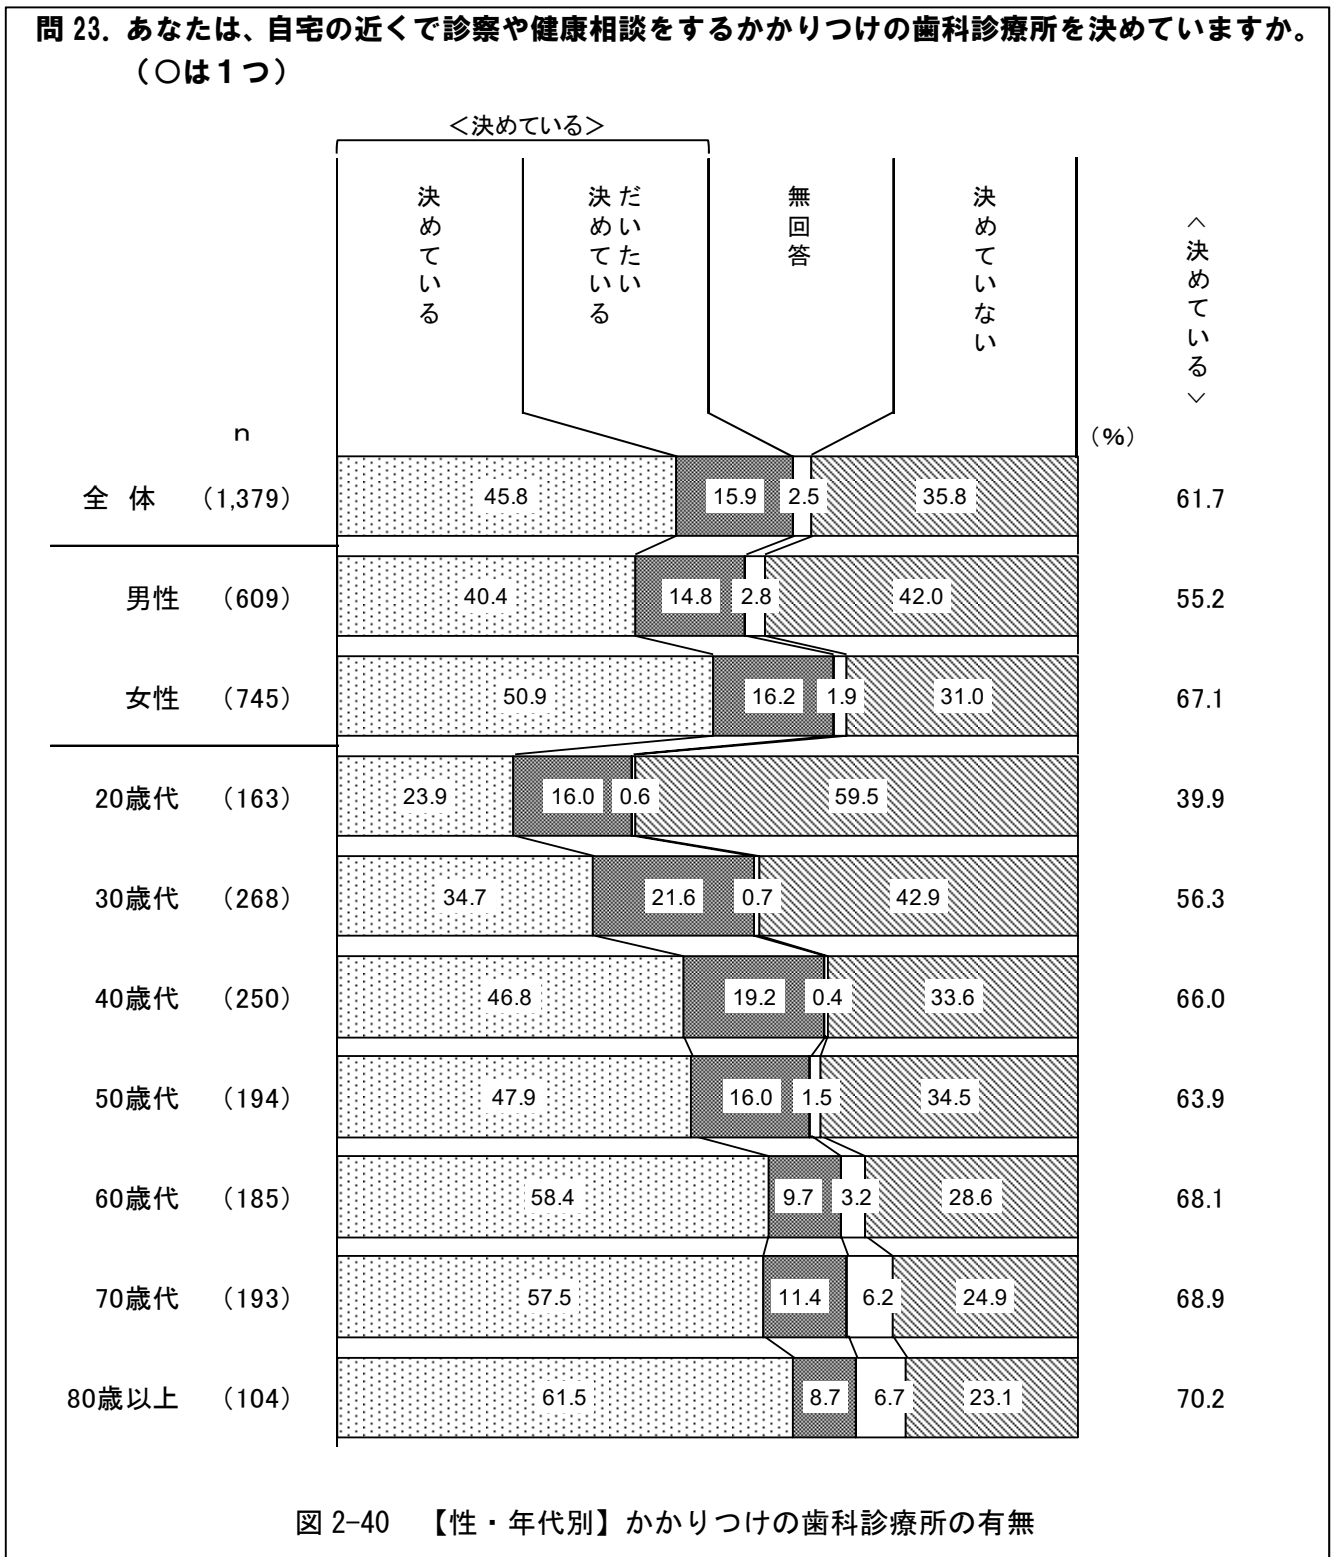 問 23. あなたは、自宅の近くで診察や健康相談をするかかりつけの歯科診療所を決めていますか。
（○は１つ）
＜決めている＞
決めている
だいたい
決めている
無回答
決めていない
＜決めている＞
n
(%)
全 体 (1,379) 45.8 15.9 2.5 35.8 61.7
男性 (609) 40.4 14.8 2.8 42.0 55.2
女性 (745) 50.9 16.2 1.9 31.0 67.1
20歳代 (163) 23.9 16.0 0.6 59.5 39.9
30歳代 (268) 34.7 21.6 0.7 42.9 56.3
40歳代 (250) 46.8 19.2 0.4 33.6 66.0
50歳代 (194) 47.9 16.0 1.5 34.5 63.9
60歳代 (185) 58.4 9.7 3.2 28.6 68.1
70歳代 (193) 57.5 11.4 6.2 24.9 68.9
80歳以上 (104) 61.5 8.7 6.7 23.1 70.2
図 2-40 【性・年代別】かかりつけの歯科診療所の有無